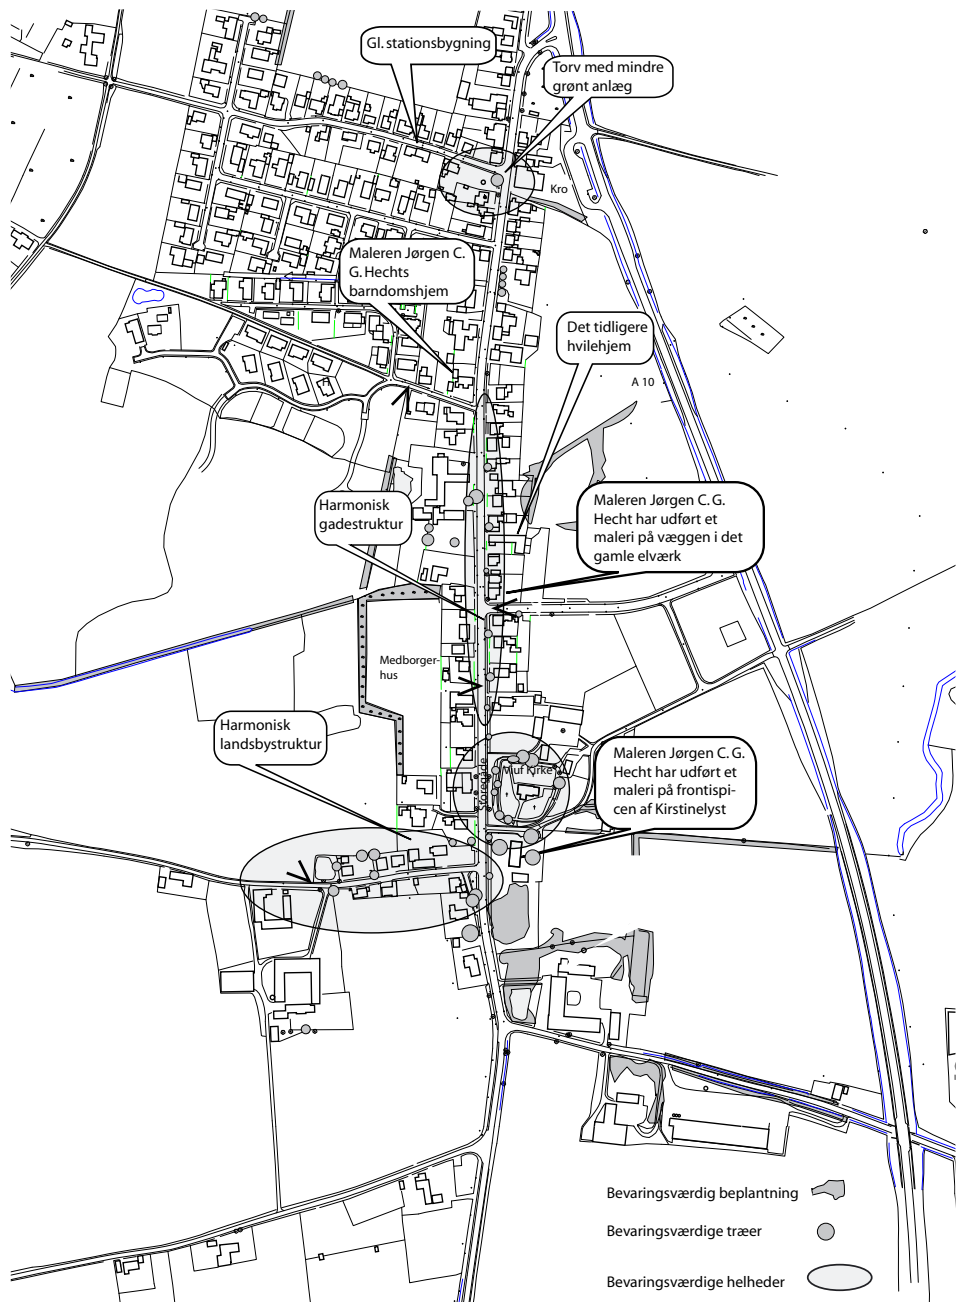 Gl. stationsbygning
Torv med mindre
grønt anlæg
Kro
Maleren Jørgen C.
G. Hechts
barndomshjem
Det tidligere
hvilehjem
A 10
Harmonisk
gadestruktur
Maleren Jørgen C. G.
Hecht har udført et
maleri på væggen i det
gamle elværk
Medborger-
hus
Harmonisk
landsbystruktur
Storegade
Viuf Kirke
Maleren Jørgen C. G.
Hecht har udført et
maleri på frontispi-
cen af Kirstinelyst
Bevaringsværdig beplantning
Bevaringsværdige træer
Bevaringsværdige helheder